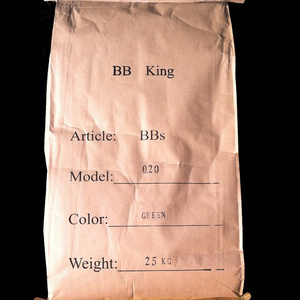 BB King
Article: BBs
Model: 020
Color: GREEN
Weight: 25 KG